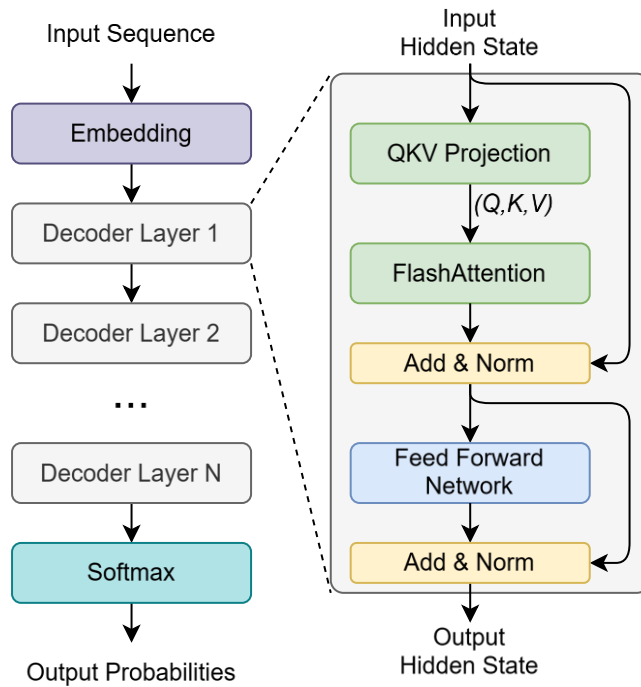 Input Sequence
Embedding
Decoder Layer 1
Decoder Layer 2
...
Decoder Layer N
Softmax
Output Probabilities
Input
Hidden State
QKV Projection
(Q,K,V)
FlashAttention
Add & Norm
Feed Forward
Network
Add & Norm
Output
Hidden State